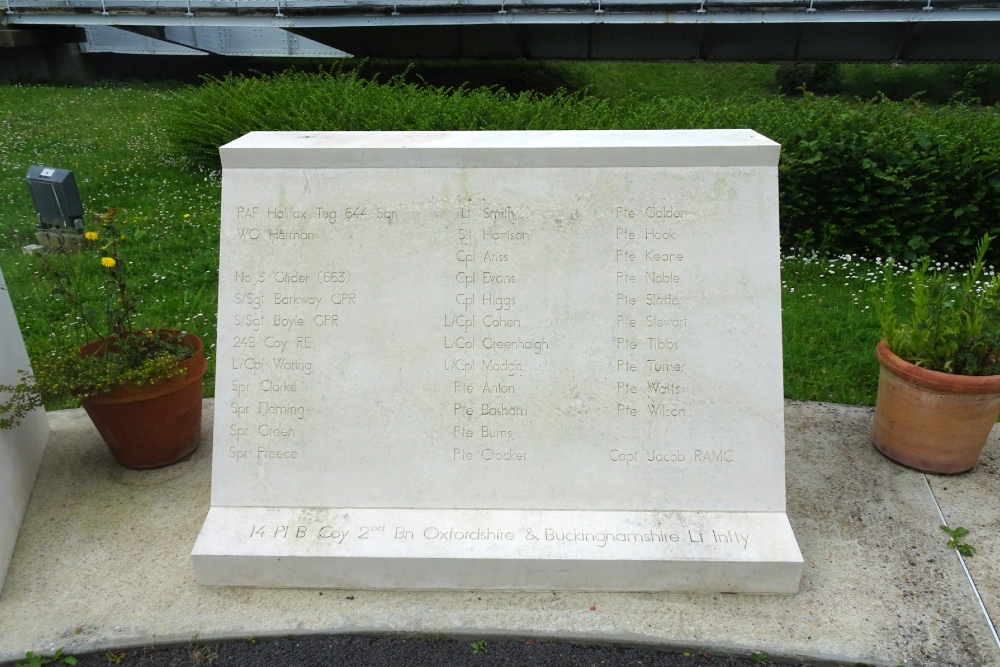 RAF Halifax Tug 644 Sqn
WO Herman
No 3 Glider (663)
S/Sgt Barkway GPR
S/Sgt Boyle GPR
249 Coy RE
L/Cpl Waring
Spr Clarke
Spr Fleming
Spr Green
Spr Preece
Lt Smith
Sjt Harrison
Cpl Ariss
Cpl Evans
Cpl Higgs
L/Cpl Cohen
L/Cpl Greenhalgh
L/Cpl Madge
Pte Anton
Pte Basham
Pte Burns
Pte Crocker
Pte Golden
Pte Hook
Pte Keane
Pte Noble
Pte Slade
Pte Stewart
Pte Tibbs
Pte Turner
Pte Watts
Pte Wilson
Capt Jacob RAMC
14 Pl B Coy 2nd Bn Oxfordshire & Buckinghamshire Lt Infty